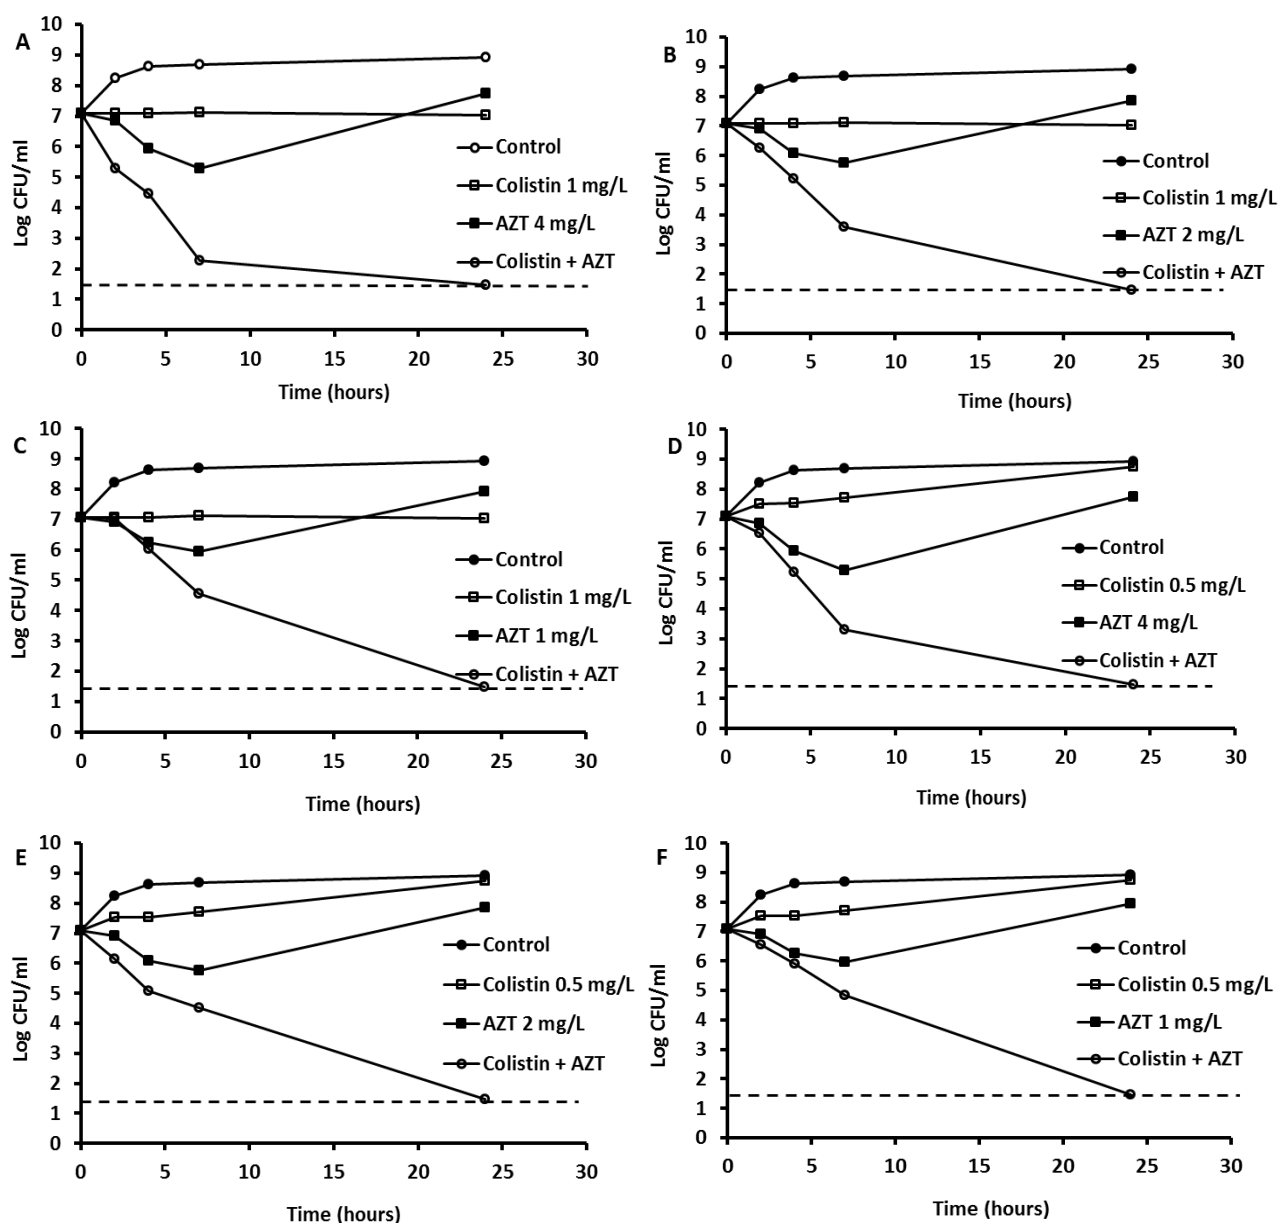 A
10
9
8
7
6
5
4
3
2
1
0
Log CFU/ml
Control
Colistin 1 mg/L
AZT 4 mg/L
Colistin + AZT
0 5 10 15 20 25 30
Time (hours)
B
10
9
8
7
6
5
4
3
2
1
0
Log CFU/ml
Control
Colistin 1 mg/L
AZT 2 mg/L
Colistin + AZT
0 5 10 15 20 25 30
Time (hours)
C
10
9
8
7
6
5
4
3
2
1
0
Log CFU/ml
Control
Colistin 1 mg/L
AZT 1 mg/L
Colistin + AZT
0 5 10 15 20 25 30
Time (hours)
D
10
9
8
7
6
5
4
3
2
1
0
Log CFU/ml
Control
Colistin 0.5 mg/L
AZT 4 mg/L
Colistin + AZT
0 5 10 15 20 25 30
Time (hours)
E
10
9
8
7
6
5
4
3
2
1
0
Log CFU/ml
Control
Colistin 0.5 mg/L
AZT 2 mg/L
Colistin + AZT
0 5 10 15 20 25 30
Time (hours)
F
10
9
8
7
6
5
4
3
2
1
0
Log CFU/ml
Control
Colistin 0.5 mg/L
AZT 1 mg/L
Colistin + AZT
0 5 10 15 20 25 30
Time (hours)